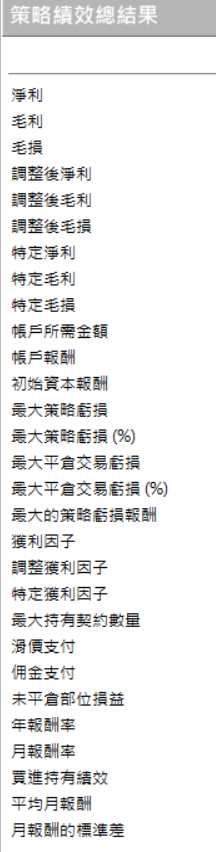 策略績效總結果
淨利
毛利
毛損
調整後淨利
調整後毛利
調整後毛損
特定淨利
特定毛利
特定毛損
帳戶所需金額
帳戶報酬
初始資本報酬
最大策略虧損
最大策略虧損 (%)
最大平倉交易虧損
最大平倉交易虧損 (%)
最大的策略虧損報酬
獲利因子
調整獲利因子
特定獲利因子
最大持有契約數量
滑價支付
佣金支付
未平倉部位損益
年報酬率
月報酬率
買進持有績效
平均月報酬
月報酬的標準差